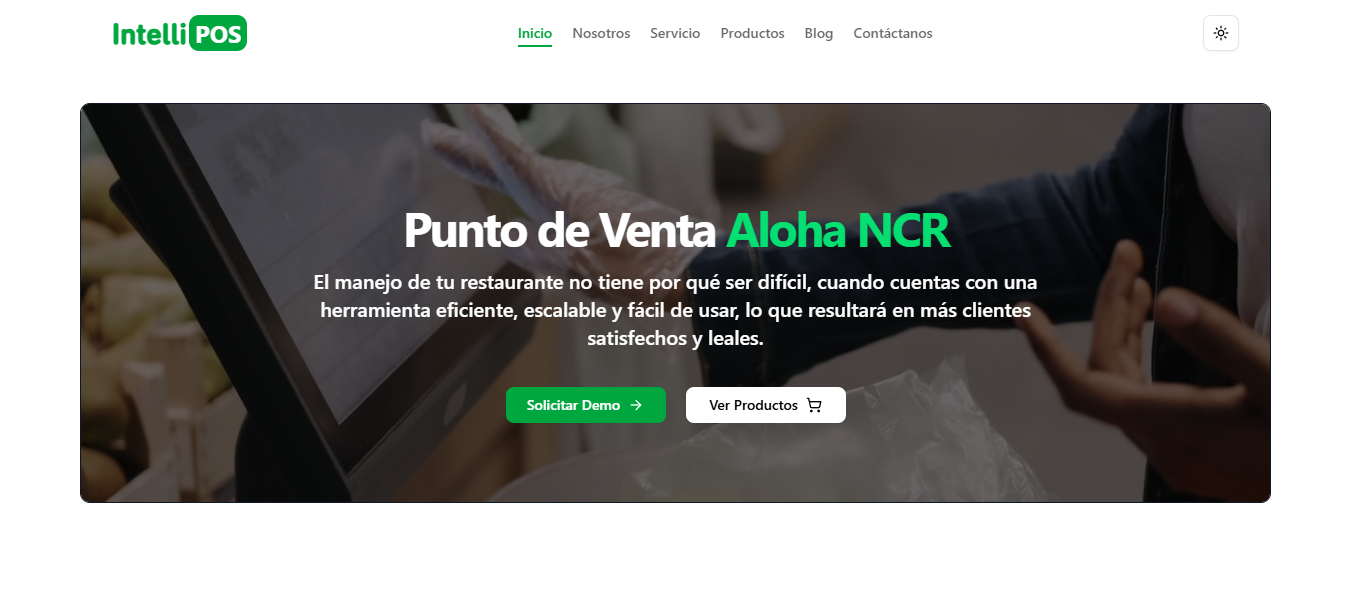 Intelli POS
Inicio Nosotros Servicio Productos Blog Contáctanos
Punto de Venta Aloha NCR
El manejo de tu restaurante no tiene por qué ser difícil, cuando cuentas con una
herramienta eficiente, escalable y fácil de usar, lo que resultará en más clientes
satisfechos y leales.
Solicitar Demo
Ver Productos